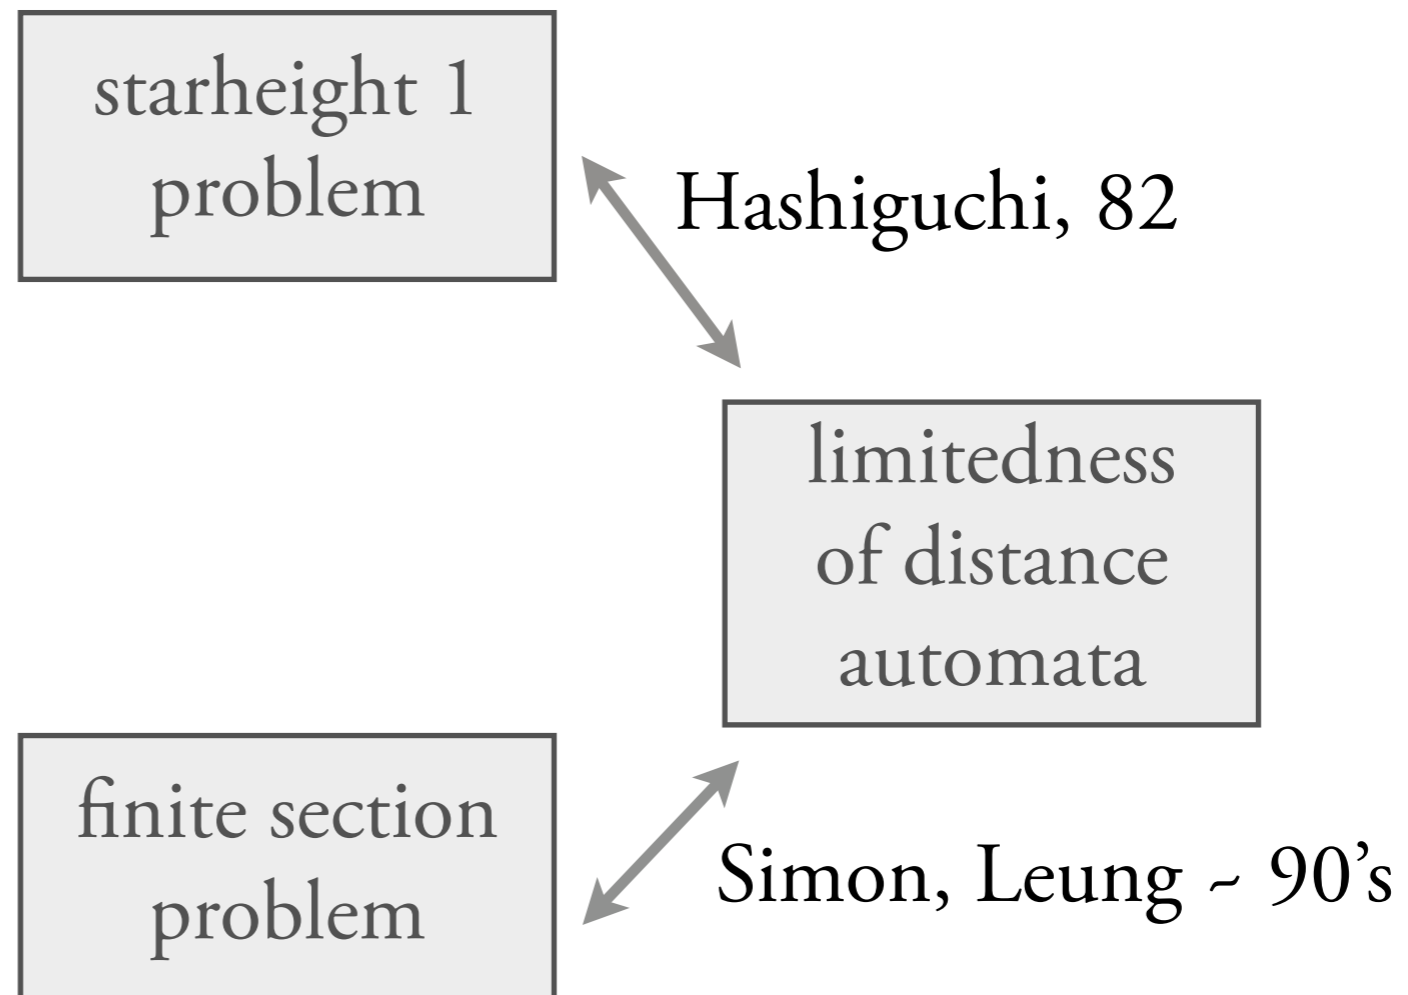 starheight 1
problem
Hashiguchi, 82
limitedness
of distance
automata
finite section
problem
Simon, Leung ~ 90’s